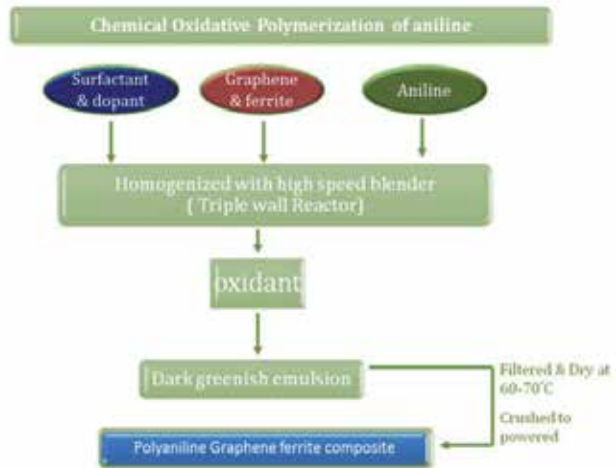 Chemical Oxidative Polymerization of aniline
Surfactant
& dopant
Graphene
& ferrite
Aniline
Homogenized with high speed blender
( Triple wall Reactor)
oxidant
Dark greenish emulsion
Filtered & Dry at
60-70°C
Crushed to
powered
Polyaniline Graphene ferrite composite